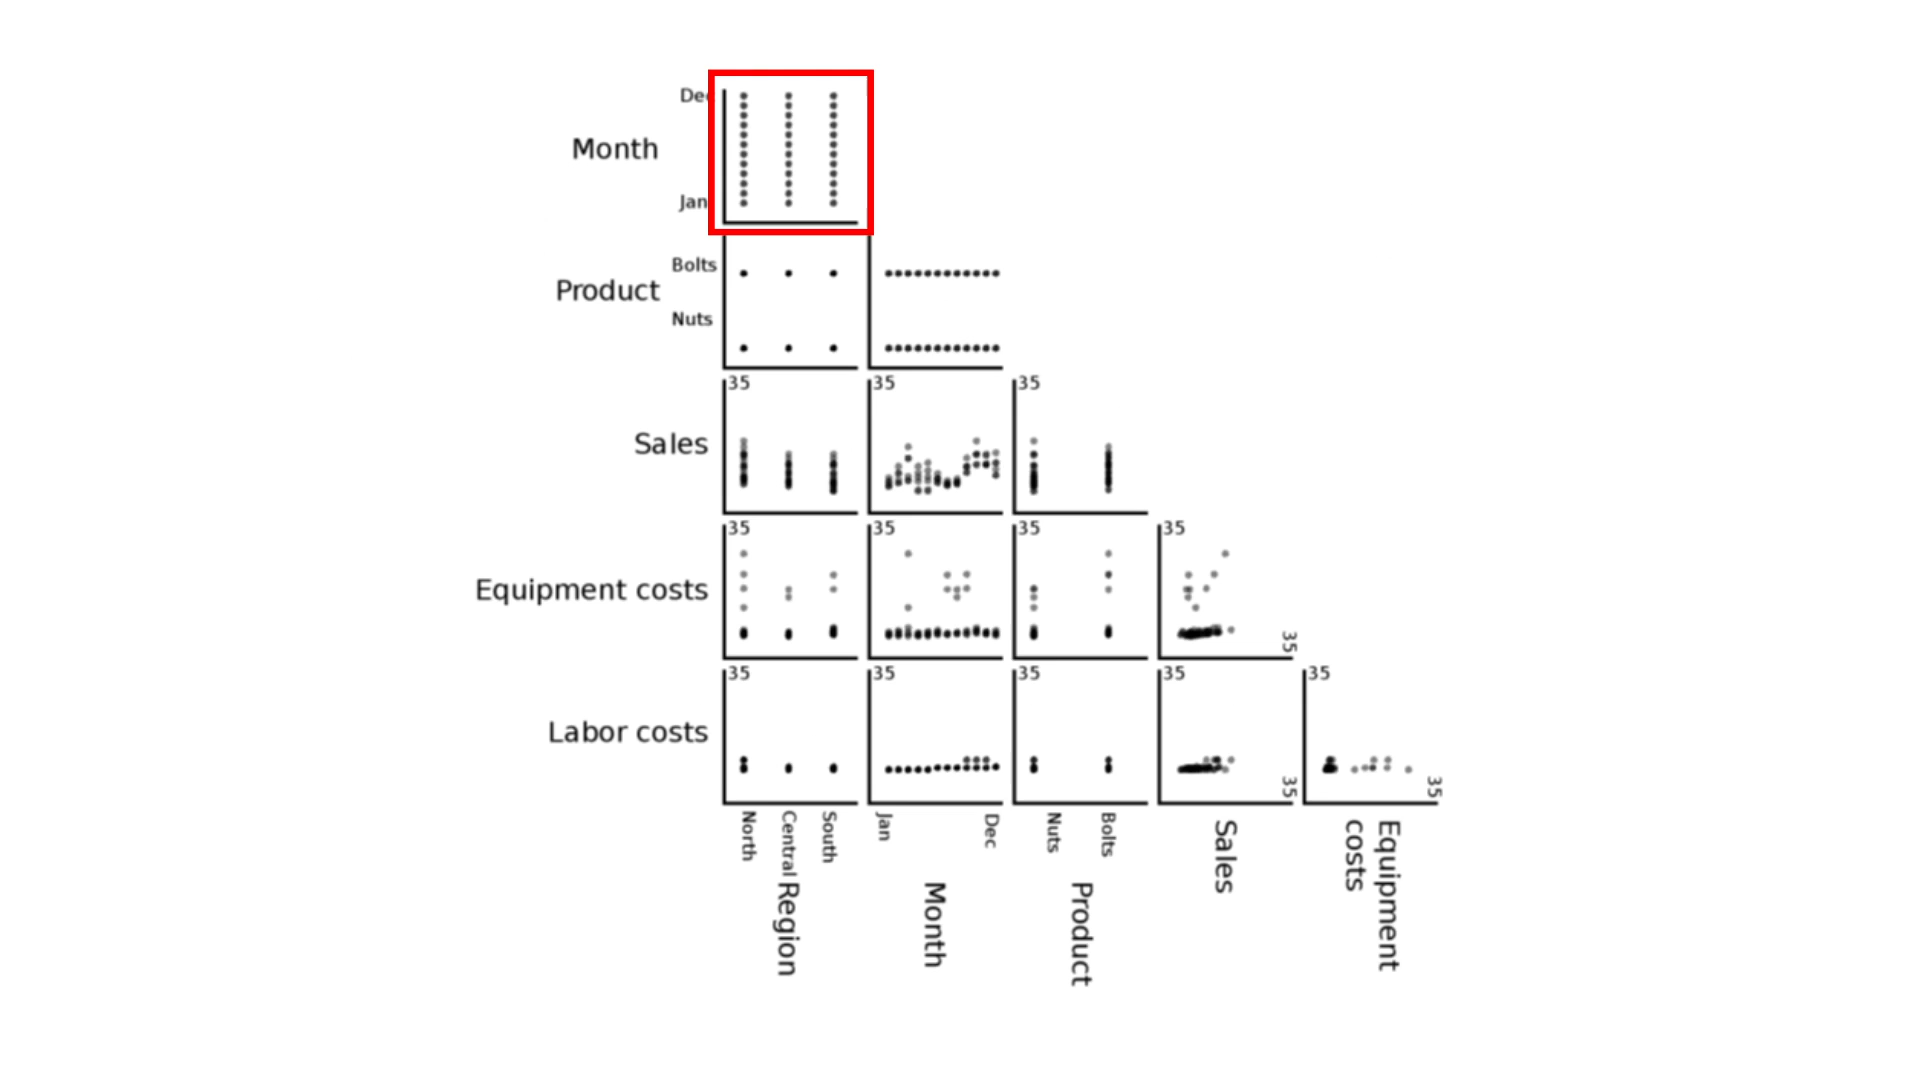 Dec
Month
Jan
Bolts
Product
Nuts
35 35 35
Sales
35 35 35 35
Equipment costs
35
35 35 35 35 35
Labor costs
35 35
North Central South Jan Dec Nuts Bolts
Region Month Product Sales Equipment
costs